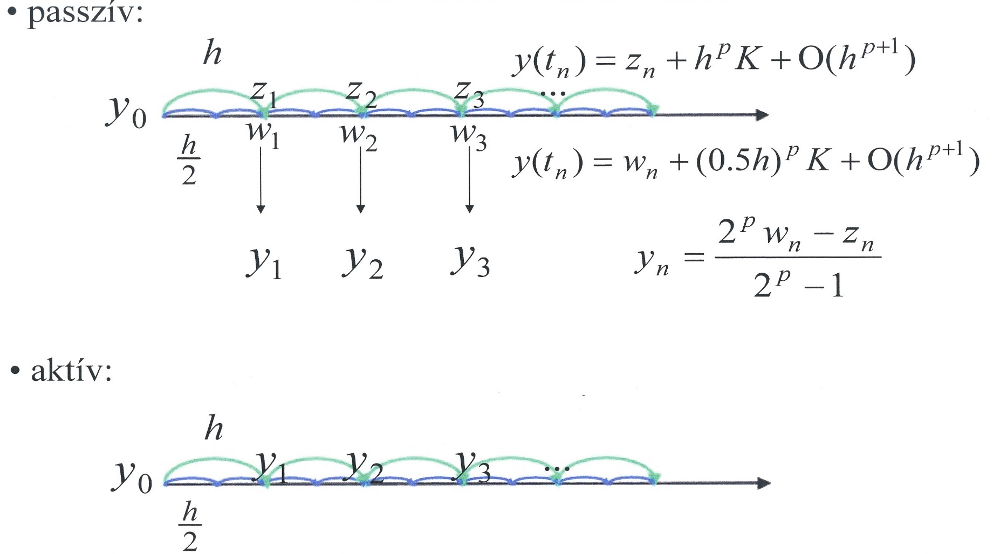 • passzív:
h
y(t_n) = z_n + h^p K + O(h^{p+1})
y_0 z_1 z_2 z_3 ...
w_1 w_2 w_3
h/2
y(t_n) = w_n + (0.5h)^p K + O(h^{p+1})
y_1 y_2 y_3
y_n = (2^p w_n − z_n)/(2^p − 1)
• aktív:
h
y_0 y_1 y_2 y_3 ...
h/2